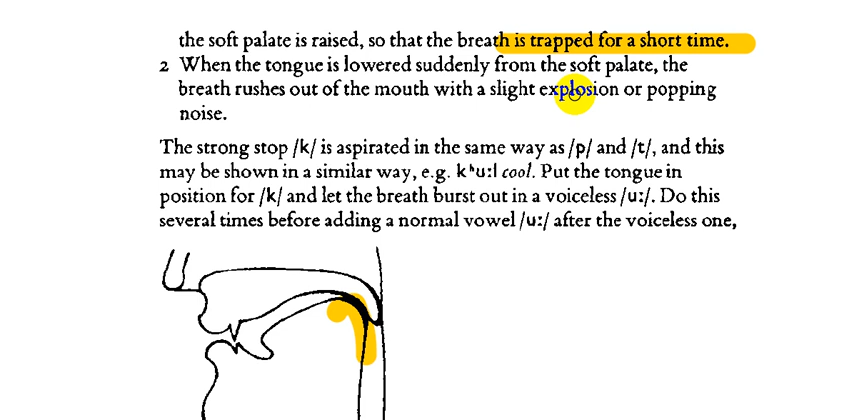 the soft palate is raised, so that the breath is trapped for a short time.
2 When the tongue is lowered suddenly from the soft palate, the
breath rushes out of the mouth with a slight explosion or popping
noise.
The strong stop /k/ is aspirated in the same way as /p/ and /t/, and this
may be shown in a similar way, e.g. kʰuːl cool. Put the tongue in
position for /k/ and let the breath burst out in a voiceless /uː/. Do this
several times before adding a normal vowel /uː/ after the voiceless one,